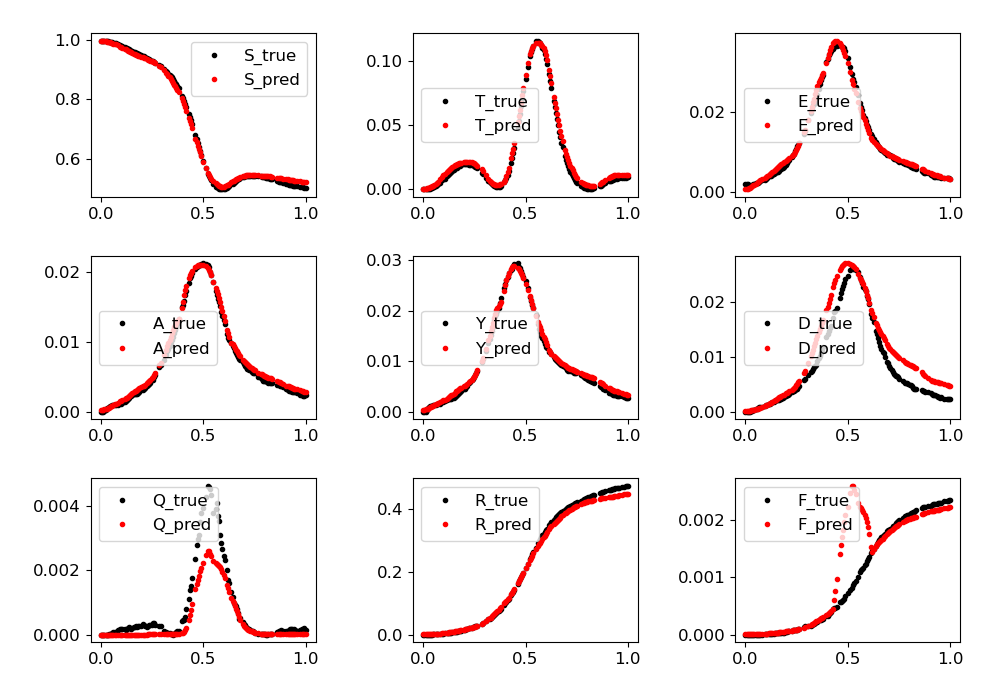 1.0
0.8
0.6
0.0 0.5 1.0
S_true
S_pred
0.10
0.05
0.00
0.0 0.5 1.0
T_true
T_pred
0.02
0.00
0.0 0.5 1.0
E_true
E_pred
0.02
0.01
0.00
0.0 0.5 1.0
A_true
A_pred
0.03
0.02
0.01
0.00
0.0 0.5 1.0
Y_true
Y_pred
0.02
0.01
0.00
0.0 0.5 1.0
D_true
D_pred
0.004
0.002
0.000
0.0 0.5 1.0
Q_true
Q_pred
0.4
0.2
0.0
0.0 0.5 1.0
R_true
R_pred
0.002
0.001
0.000
0.0 0.5 1.0
F_true
F_pred